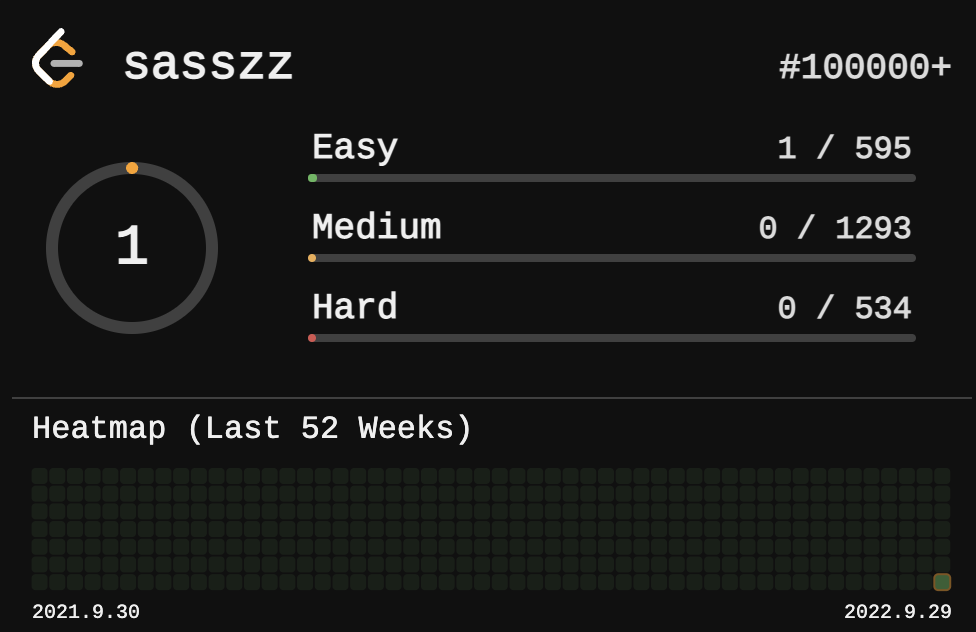 sasszz #100000+
Easy 1 / 595
1
Medium 0 / 1293
Hard 0 / 534
Heatmap (Last 52 Weeks)
2021.9.30 2022.9.29